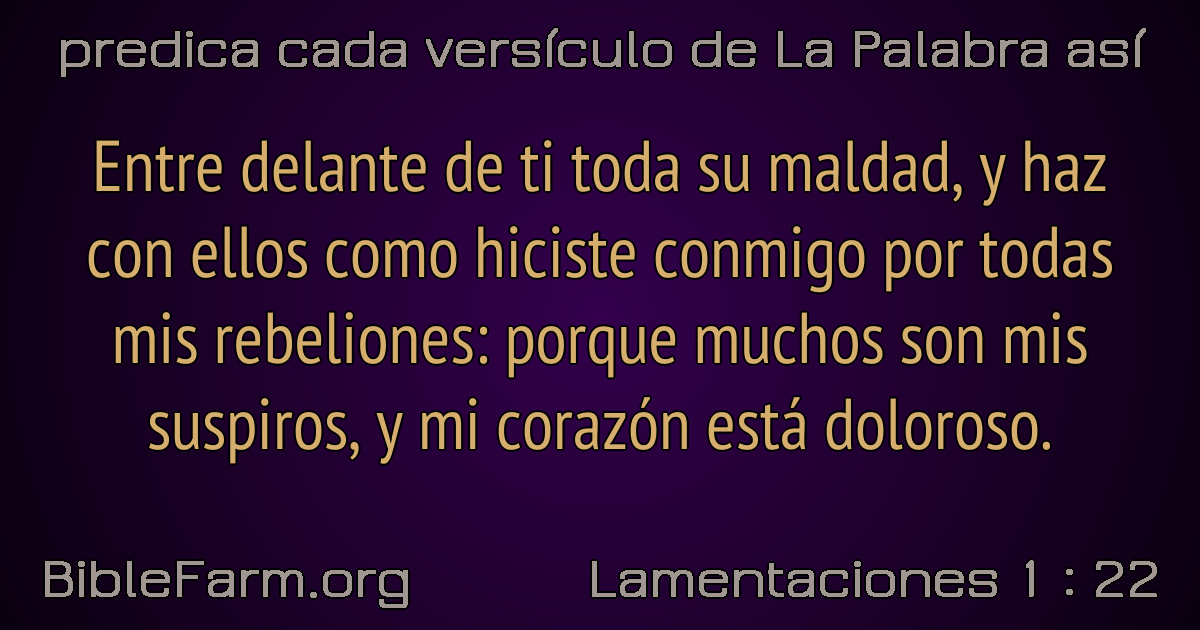 predica cada versículo de La Palabra así
Entre delante de ti toda su maldad, y haz
con ellos como hiciste conmigo por todas
mis rebeliones: porque muchos son mis
suspiros, y mi corazón está doloroso.
BibleFarm.org
Lamentaciones 1 : 22